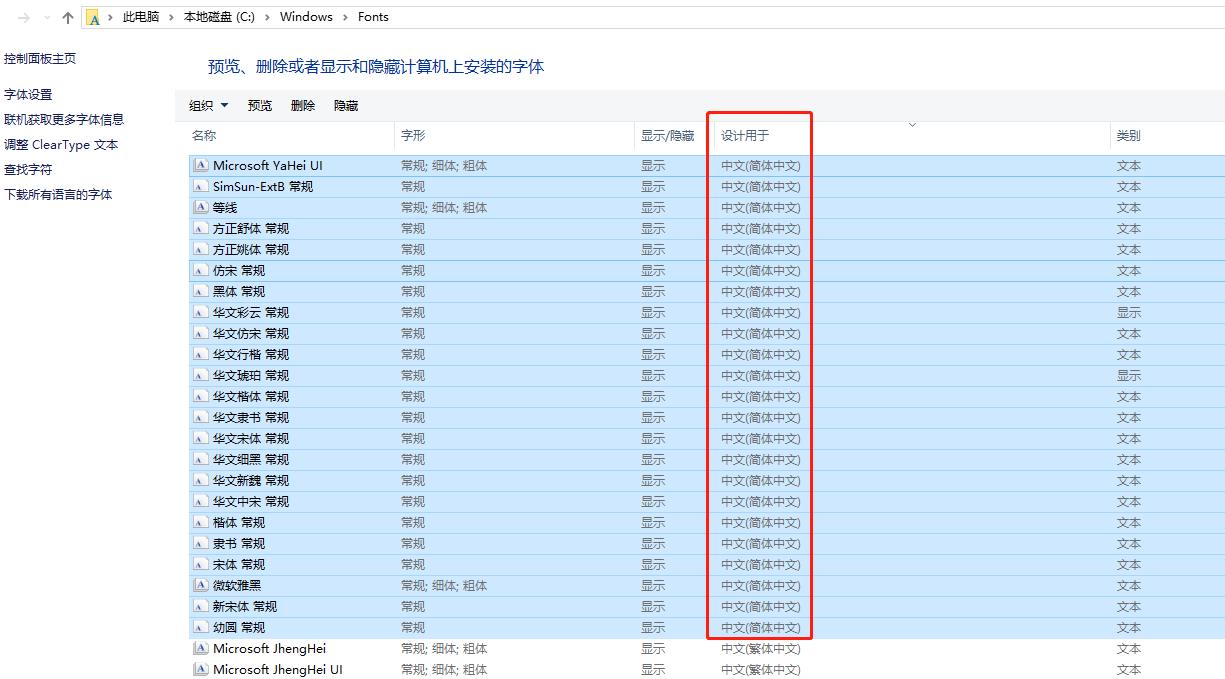 此电脑 › 本地磁盘 (C:) › Windows › Fonts
控制面板主页
字体设置
联机获取更多字体信息
调整 ClearType 文本
查找字符
下载所有语言的字体
预览、删除或者显示和隐藏计算机上安装的字体
组织 预览 删除 隐藏
名称 字形 显示/隐藏 设计用于 类别
Microsoft YaHei UI 常规; 细体; 粗体 显示 中文(简体中文) 文本
SimSun-ExtB 常规 常规 显示 中文(简体中文) 文本
等线 常规; 细体; 粗体 显示 中文(简体中文) 文本
方正舒体 常规 常规 显示 中文(简体中文) 文本
方正姚体 常规 常规 显示 中文(简体中文) 文本
仿宋 常规 常规 显示 中文(简体中文) 文本
黑体 常规 常规 显示 中文(简体中文) 文本
华文彩云 常规 常规 显示 中文(简体中文) 显示
华文仿宋 常规 常规 显示 中文(简体中文) 文本
华文行楷 常规 常规 显示 中文(简体中文) 文本
华文琥珀 常规 常规 显示 中文(简体中文) 显示
华文楷体 常规 常规 显示 中文(简体中文) 文本
华文隶书 常规 常规 显示 中文(简体中文) 文本
华文宋体 常规 常规 显示 中文(简体中文) 文本
华文细黑 常规 常规 显示 中文(简体中文) 文本
华文新魏 常规 常规 显示 中文(简体中文) 文本
华文中宋 常规 常规 显示 中文(简体中文) 文本
楷体 常规 常规 显示 中文(简体中文) 文本
隶书 常规 常规 显示 中文(简体中文) 文本
宋体 常规 常规 显示 中文(简体中文) 文本
微软雅黑 常规; 细体; 粗体 显示 中文(简体中文) 文本
新宋体 常规 常规 显示 中文(简体中文) 文本
幼圆 常规 常规 显示 中文(简体中文) 文本
Microsoft JhengHei 常规; 细体; 粗体 显示 中文(繁体中文) 文本
Microsoft JhengHei UI 常规; 细体; 粗体 显示 中文(繁体中文) 文本